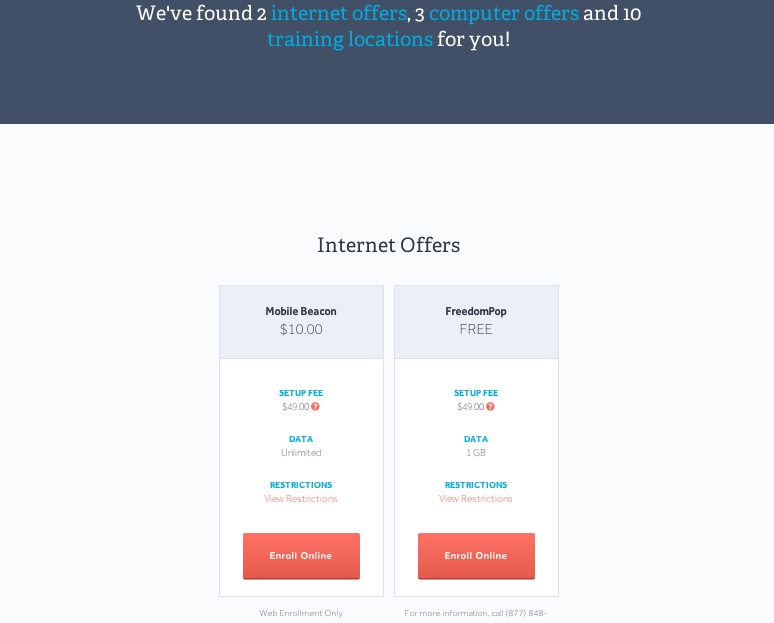 We've found 2 internet offers, 3 computer offers and 10
training locations for you!
Internet Offers
Mobile Beacon
$10.00
SETUP FEE
$49.00 ?
DATA
Unlimited
RESTRICTIONS
View Restrictions
Enroll Online
Web Enrollment Only
FreedomPop
FREE
SETUP FEE
$49.00 ?
DATA
1 GB
RESTRICTIONS
View Restrictions
Enroll Online
For more information, call (877) 848-